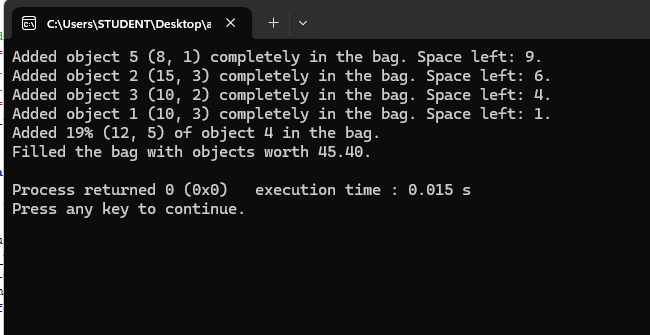 C:\Users\STUDENT\Desktop\a
Added object 5 (8, 1) completely in the bag. Space left: 9.
Added object 2 (15, 3) completely in the bag. Space left: 6.
Added object 3 (10, 2) completely in the bag. Space left: 4.
Added object 1 (10, 3) completely in the bag. Space left: 1.
Added 19% (12, 5) of object 4 in the bag.
Filled the bag with objects worth 45.40.
Process returned 0 (0x0)   execution time : 0.015 s
Press any key to continue.